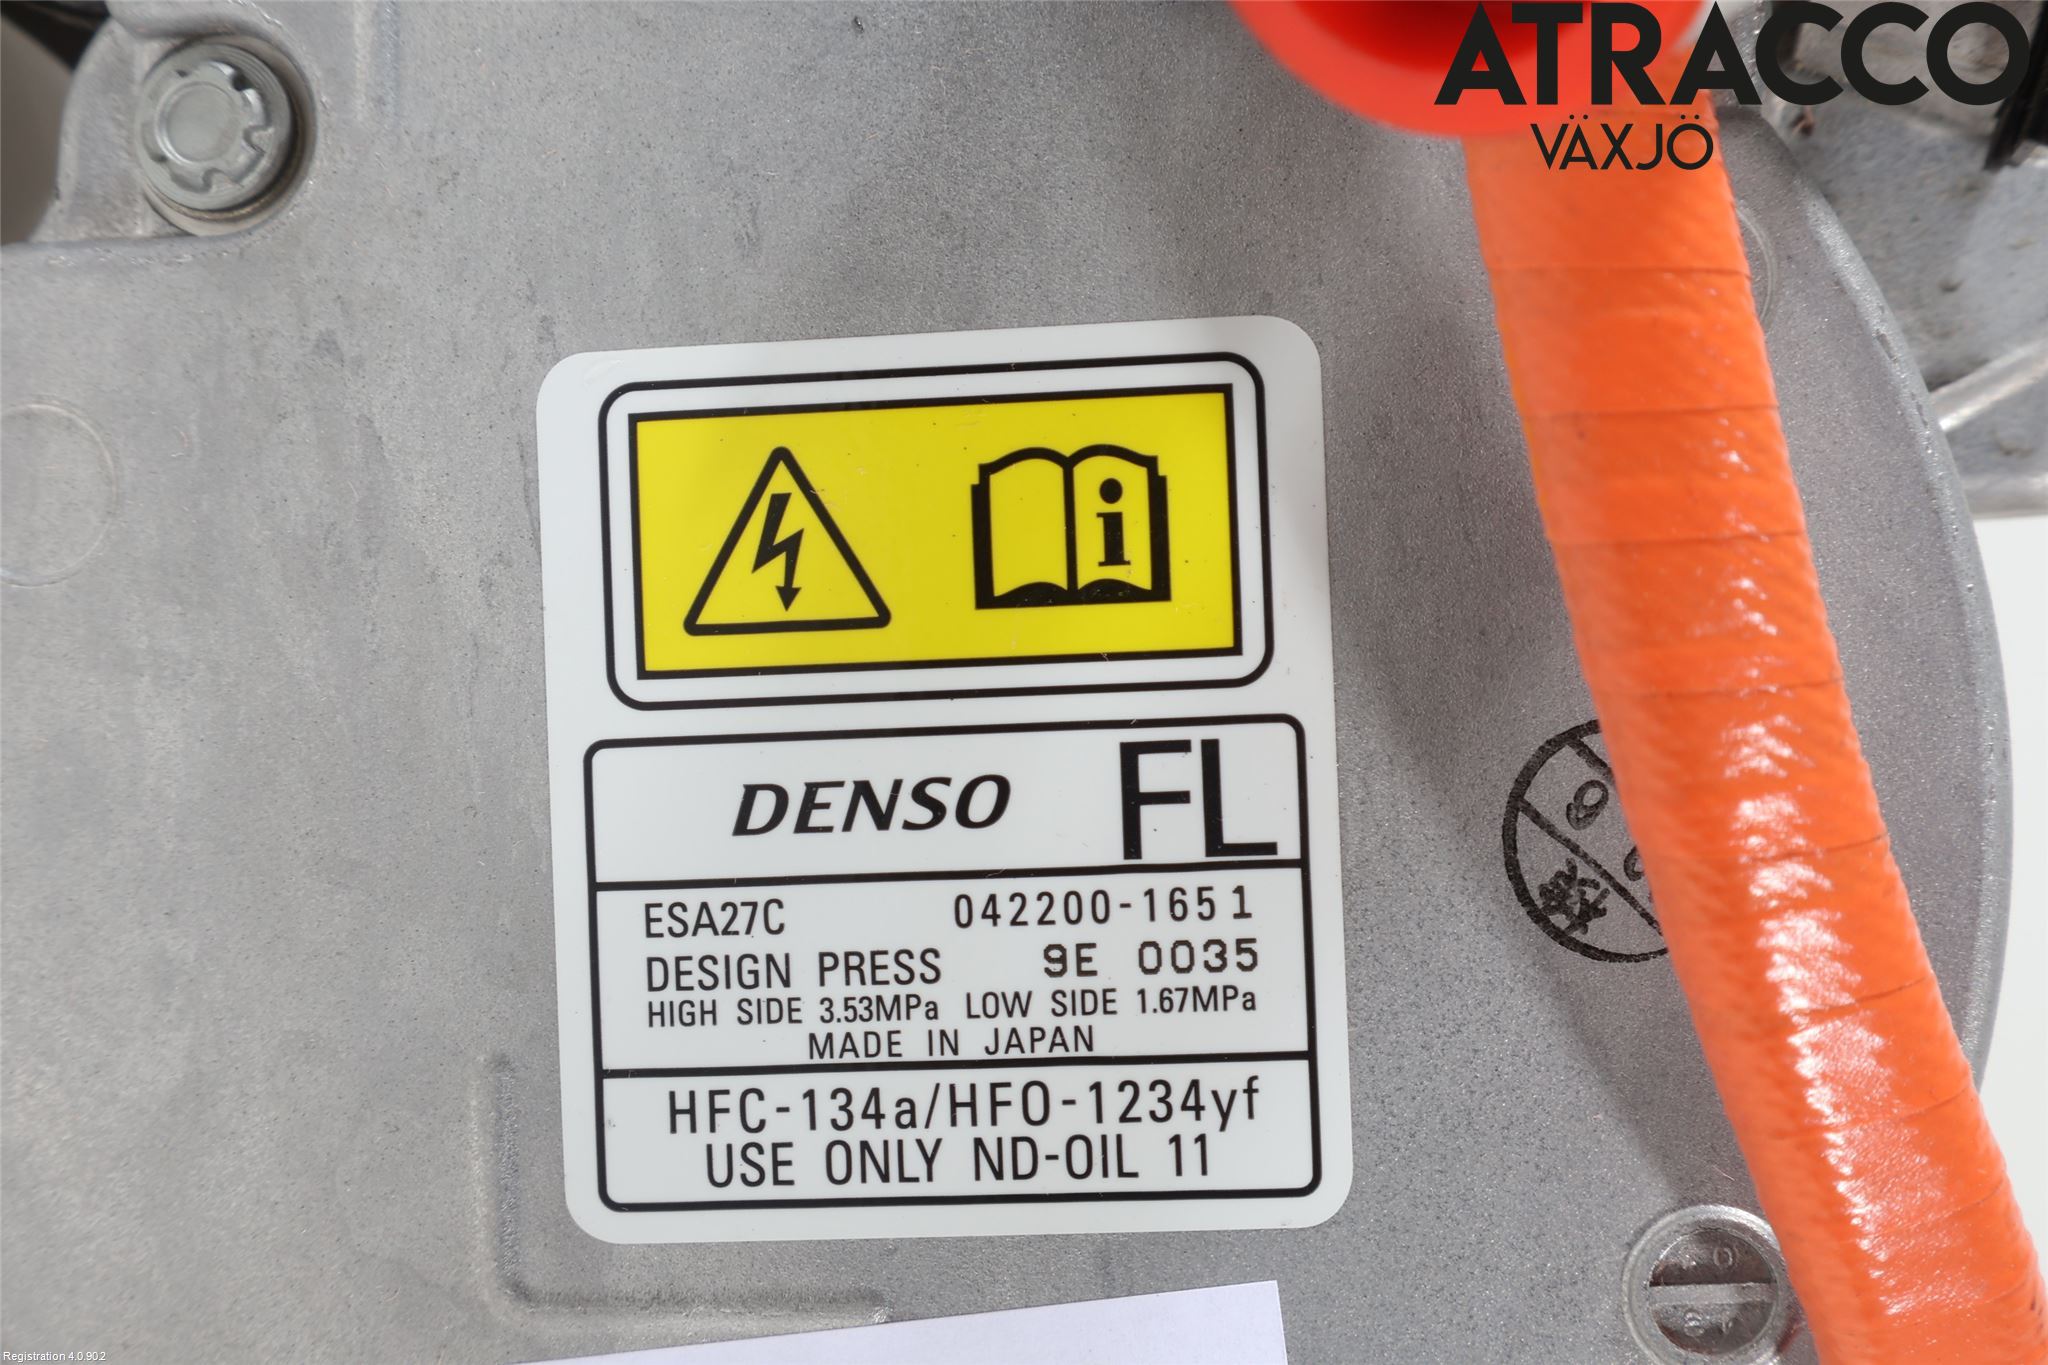 ATRACCO
VÄXJÖ
DENSO FL
ESA27C 042200-1651
DESIGN PRESS 9E 0035
HIGH SIDE 3.53MPa LOW SIDE 1.67MPa
MADE IN JAPAN
HFC-134a/HFO-1234yf
USE ONLY ND-OIL 11
Registration 4.0.902